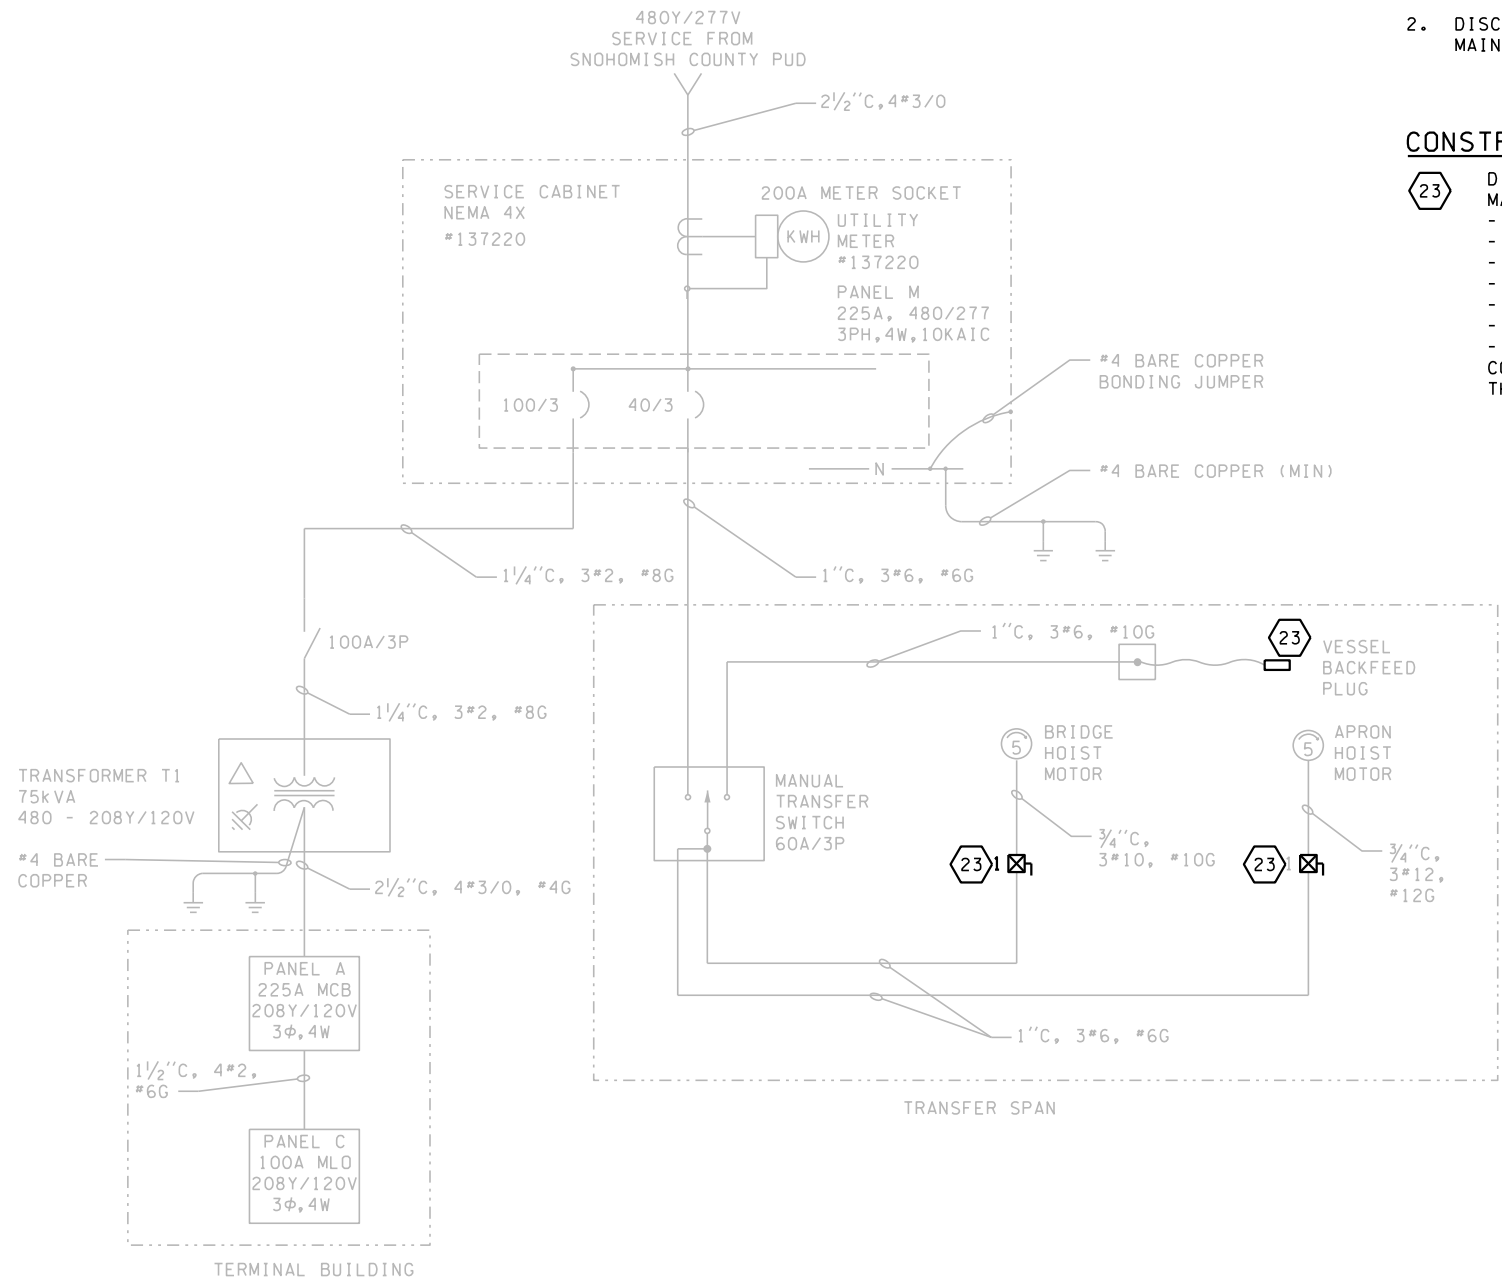 480Y/277V
SERVICE FROM
SNOHOMISH COUNTY PUD
2½"C,4#3/0
2. DISC
MAIN
CONSTR
23
D
MA
-
-
-
-
-
-
-
CO
TH
SERVICE CABINET
NEMA 4X
#137220
200A METER SOCKET
KWH
UTILITY
METER
#137220
PANEL M
225A, 480/277
3PH,4W,10KAIC
100/3
40/3
N
#4 BARE COPPER
BONDING JUMPER
#4 BARE COPPER (MIN)
1¼"C, 3#2, #8G
1"C, 3#6, #6G
100A/3P
1¼"C, 3#2, #8G
TRANSFORMER T1
75kVA
480 - 208Y/120V
#4 BARE
COPPER
2½"C, 4#3/0, #4G
PANEL A
225A MCB
208Y/120V
3ϕ,4W
1½"C, 4#2,
#6G
PANEL C
100A MLO
208Y/120V
3ϕ,4W
TERMINAL BUILDING
1"C, 3#6, #10G
23
VESSEL
BACKFEED
PLUG
5
BRIDGE
HOIST
MOTOR
5
APRON
HOIST
MOTOR
MANUAL
TRANSFER
SWITCH
60A/3P
¾"C,
3#10, #10G
23 1
23 1
¾"C,
3#12,
#12G
1"C, 3#6, #6G
TRANSFER SPAN